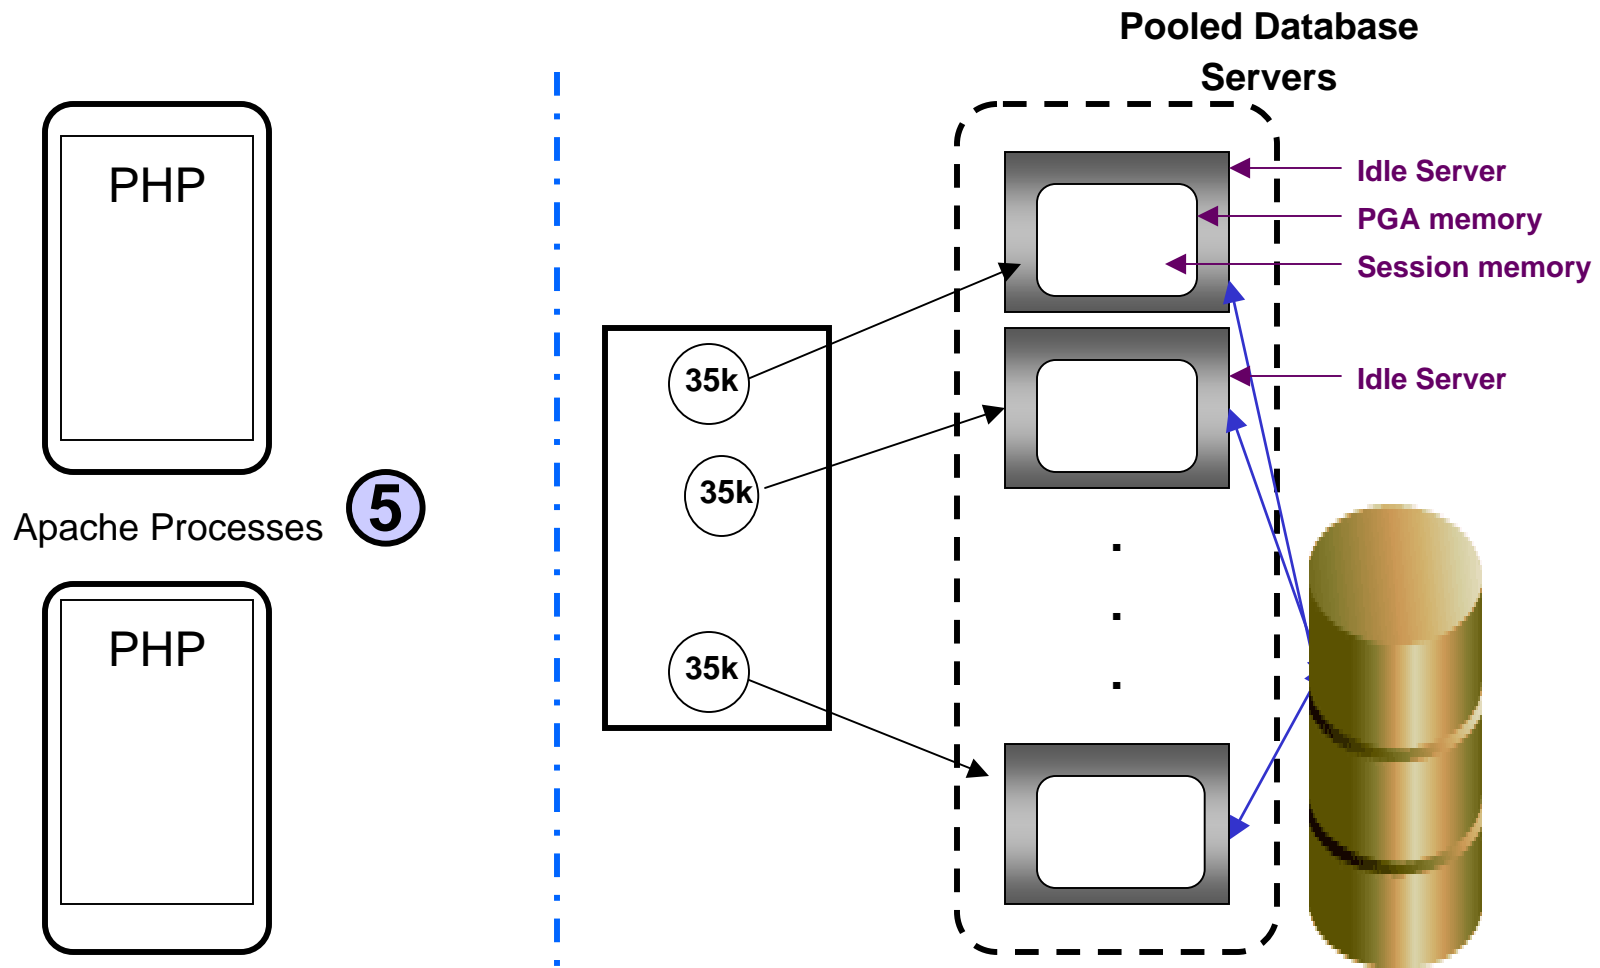 Pooled Database
Servers
PHP
Idle Server
PGA memory
Session memory
35k
Idle Server
35k
5
Apache Processes
.
.
.
PHP
35k